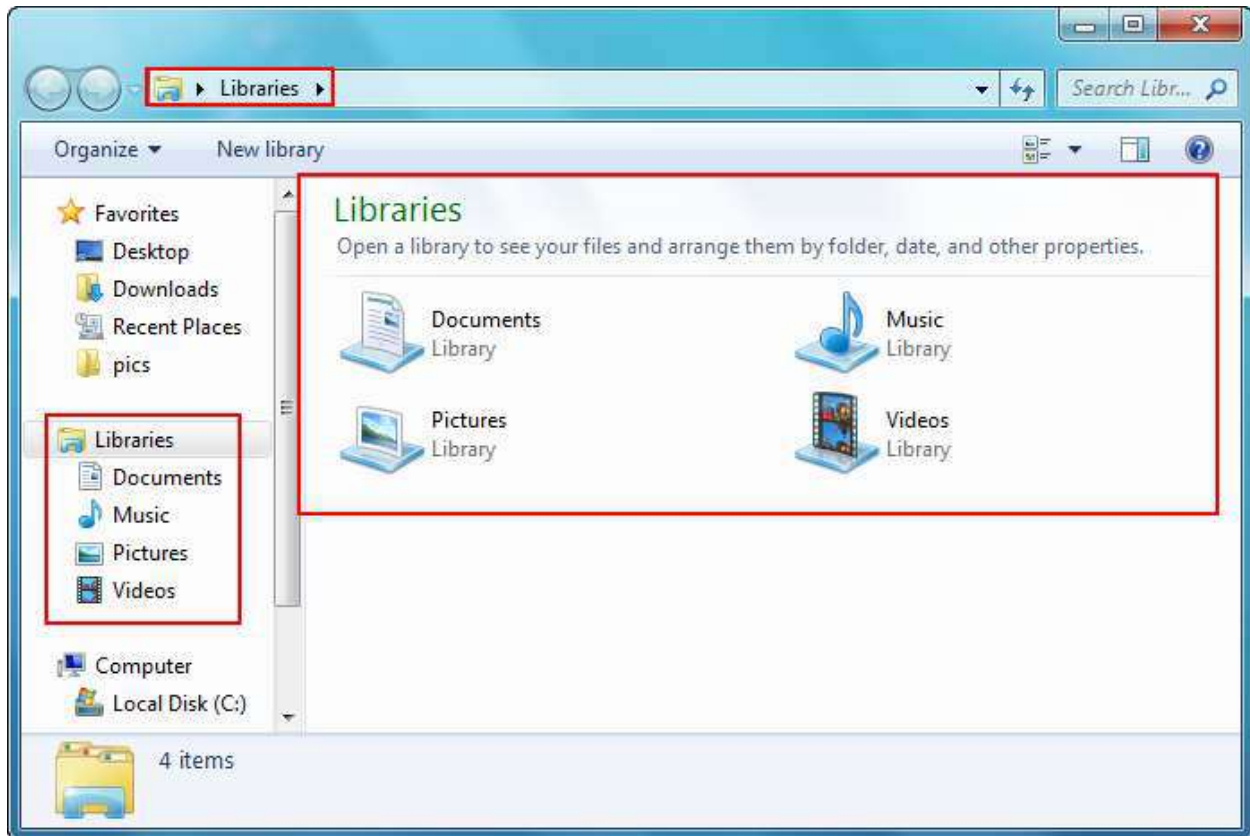 Libraries
Search Libr...
Organize
New library
Favorites
Desktop
Downloads
Recent Places
pics
Libraries
Documents
Music
Pictures
Videos
Computer
Local Disk (C:)
Libraries
Open a library to see your files and arrange them by folder, date, and other properties.
Documents
Library
Music
Library
Pictures
Library
Videos
Library
4 items